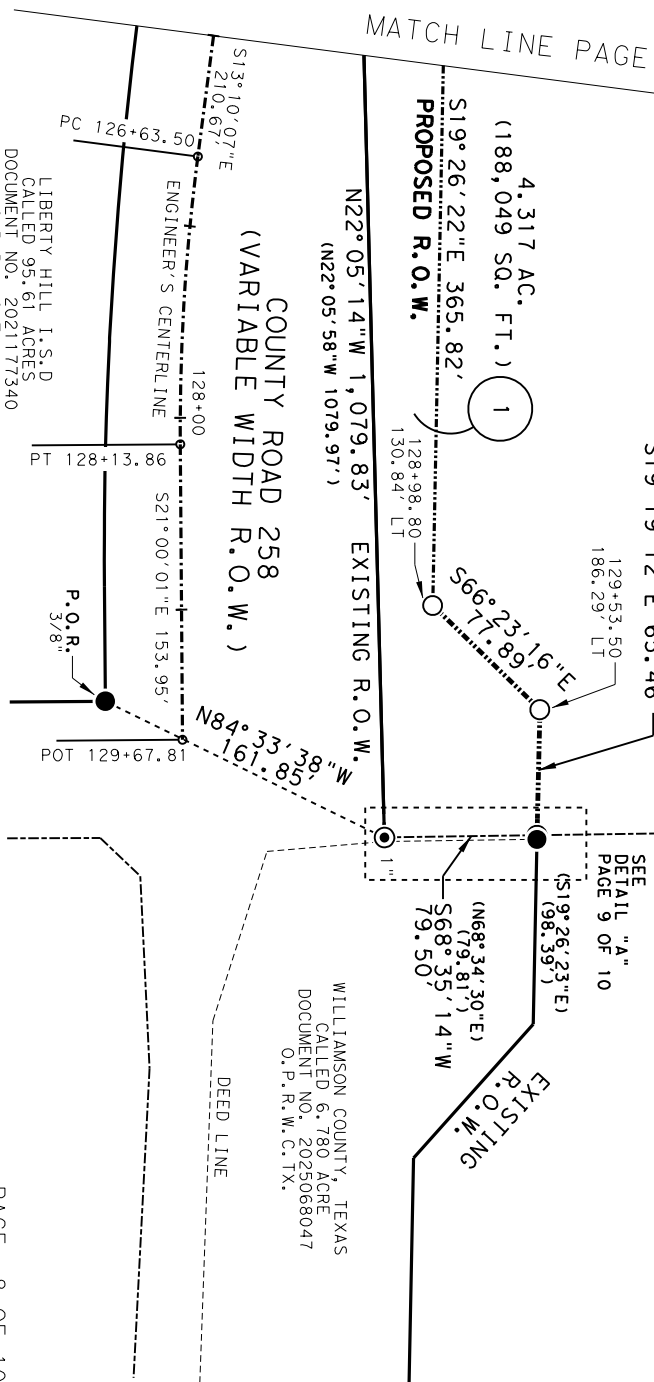 MATCH LINE PAGE
4.317 AC.
(188,049 SQ. FT.)
S19°26'22"E 365.82'
PROPOSED R.O.W.
1
128+98.80
130.84' LT
129+53.50
186.29' LT
S66°23'16"E
77.89'
N22°05'14"W 1,079.83' EXISTING R.O.W.
(N22°05'58"W 1079.97')
COUNTY ROAD 258
(VARIABLE WIDTH R.O.W.)
S13°10'07"E
210.67'
PC 126+63.50
ENGINEER'S CENTERLINE
128+00
PT 128+13.86
S21°00'01"E 153.95'
POT 129+67.81
LIBERTY HILL I.S.D
CALLED 95.61 ACRES
DOCUMENT NO. 2021177340
P.O.R.
3/8"
N84°33'38"W
161.85'
1"
SEE
DETAIL "A"
PAGE 9 OF 10
(S19°26'23"E)
(98.39')
(N68°34'30"E)
(79.81')
S68°35'14"W
79.50'
EXISTING
R.O.W.
WILLIAMSON COUNTY, TEXAS
CALLED 6.780 ACRE
DOCUMENT NO. 2025068047
O.P.R.W.C.TX.
DEED LINE